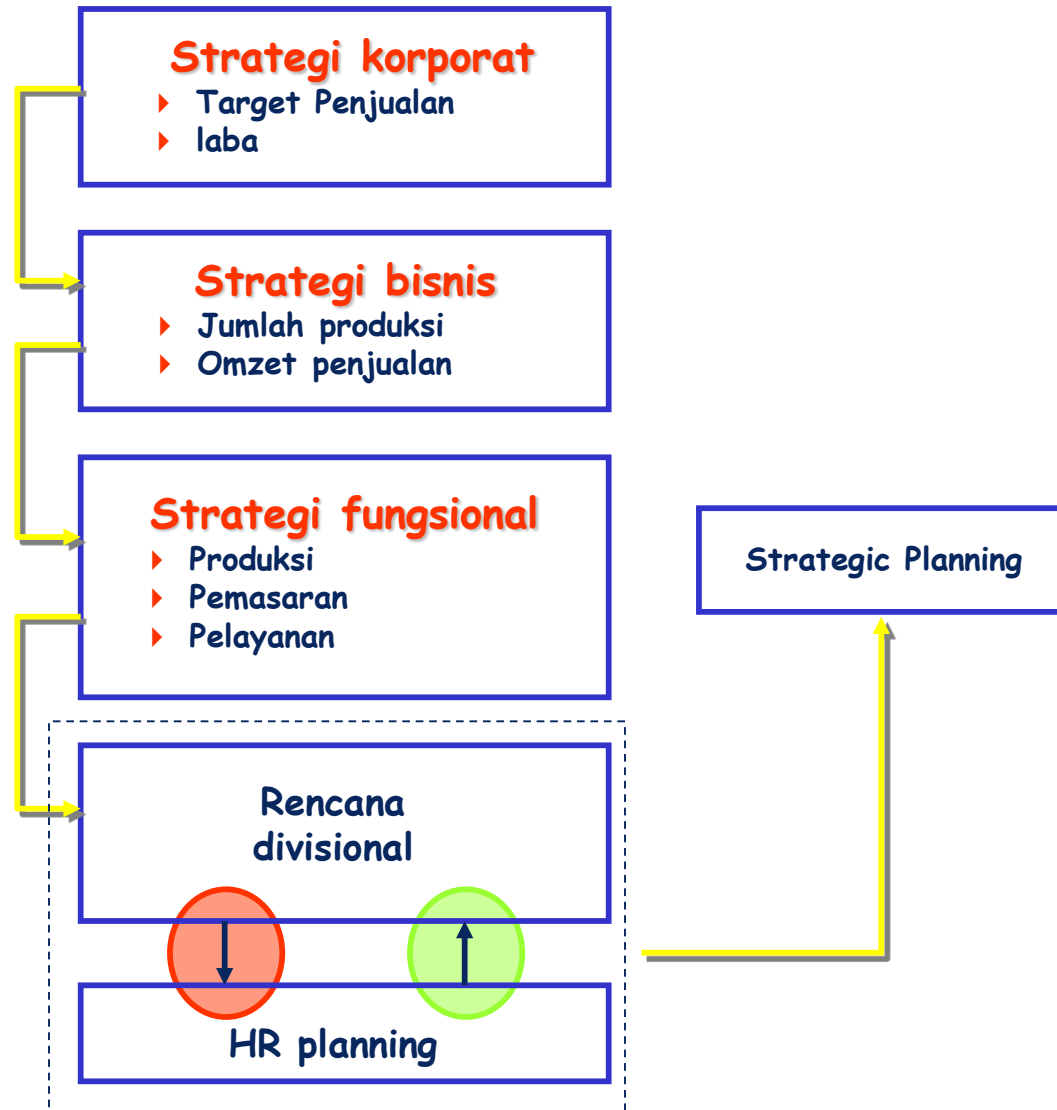 Strategi korporat
Target Penjualan
laba
Strategi bisnis
Jumlah produksi
Omzet penjualan
Strategi fungsional
Produksi
Pemasaran
Pelayanan
Strategic Planning
Rencana
divisional
HR planning